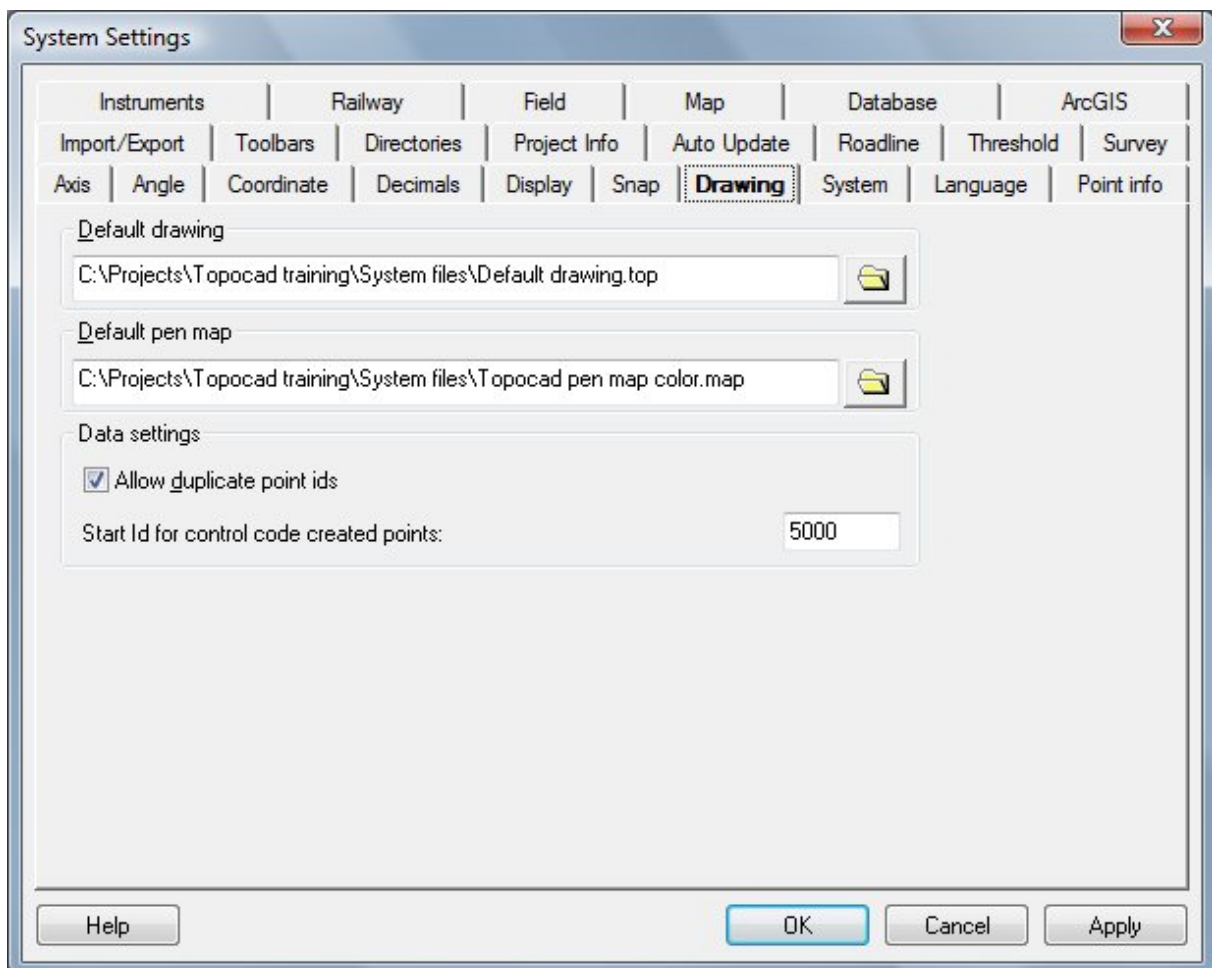 System Settings
Instruments Railway Field Map Database ArcGIS
Import/Export Toolbars Directories Project Info Auto Update Roadline Threshold Survey
Axis Angle Coordinate Decimals Display Snap Drawing System Language Point info
Default drawing
C:\Projects\Topocad training\System files\Default drawing.top
Default pen map
C:\Projects\Topocad training\System files\Topocad pen map color.map
Data settings
Allow duplicate point ids
Start Id for control code created points: 5000
Help OK Cancel Apply